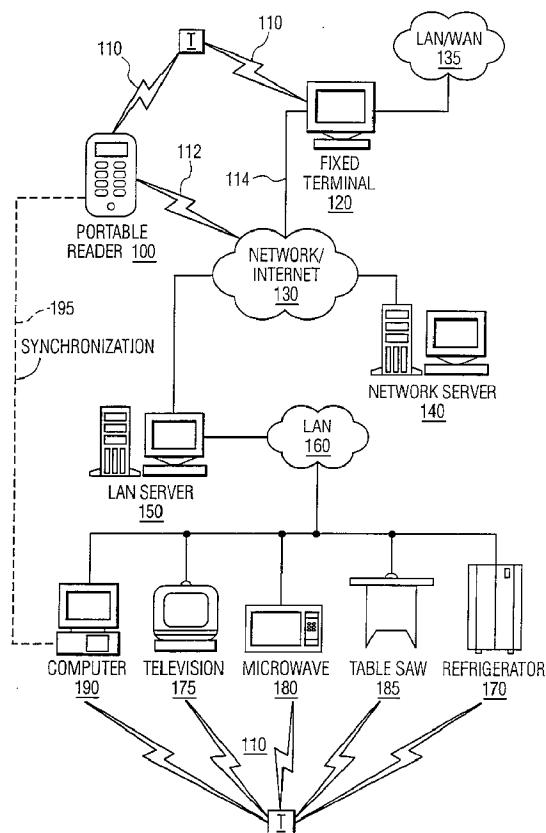 110
T
110
LAN/WAN
135
FIXED
TERMINAL
120
112
114
PORTABLE
READER 100
NETWORK/
INTERNET
130
195
SYNCHRONIZATION
NETWORK SERVER
140
LAN
160
LAN SERVER
150
COMPUTER
190
TELEVISION
175
MICROWAVE
180
TABLE SAW
185
REFRIGERATOR
170
110
T